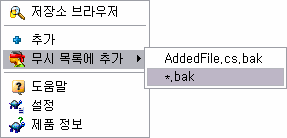 저장소 브라우저
추가
무시 목록에 추가
AddedFile.cs.bak
*.bak
도움말
설정
제품 정보